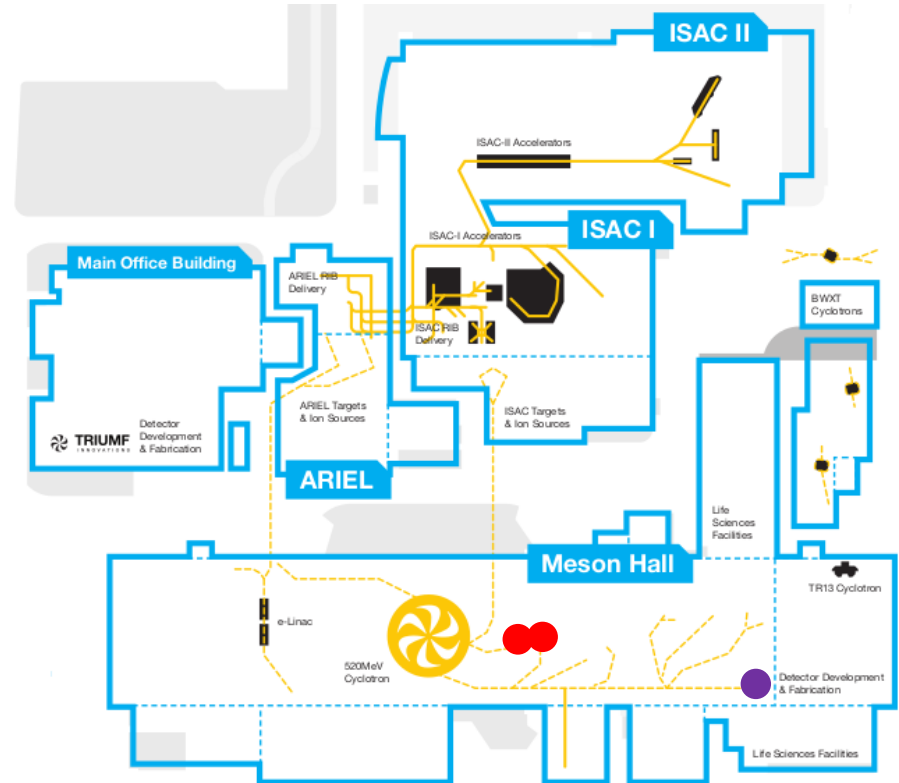 ISAC II
ISAC-II Accelerators
ISAC I
ISAC-I Accelerators
Main Office Building
ARIEL RIB
Delivery
BWXT
Cyclotrons
ISAC RIB
Delivery
ARIEL Targets
& Ion Sources
ISAC Targets
& Ion Sources
TRIUMF
INNOVATIONS
Detector
Development
& Fabrication
ARIEL
Life
Sciences
Facilities
Meson Hall
TR13 Cyclotron
e-Linac
520MeV
Cyclotron
Detector Development
& Fabrication
Life Sciences Facilities